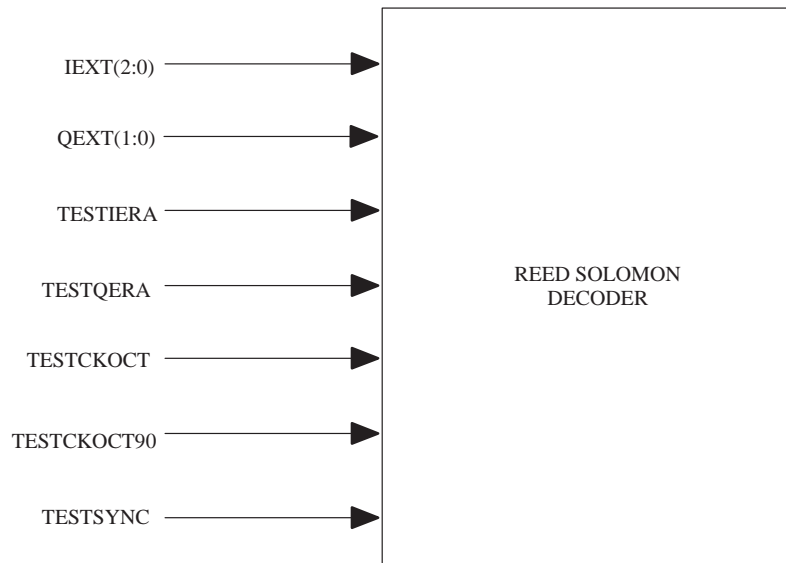 IEXT(2:0)
QEXT(1:0)
TESTIERA
TESTQERA
TESTCKOCT
TESTCKOCT90
TESTSYNC
REED SOLOMON
DECODER